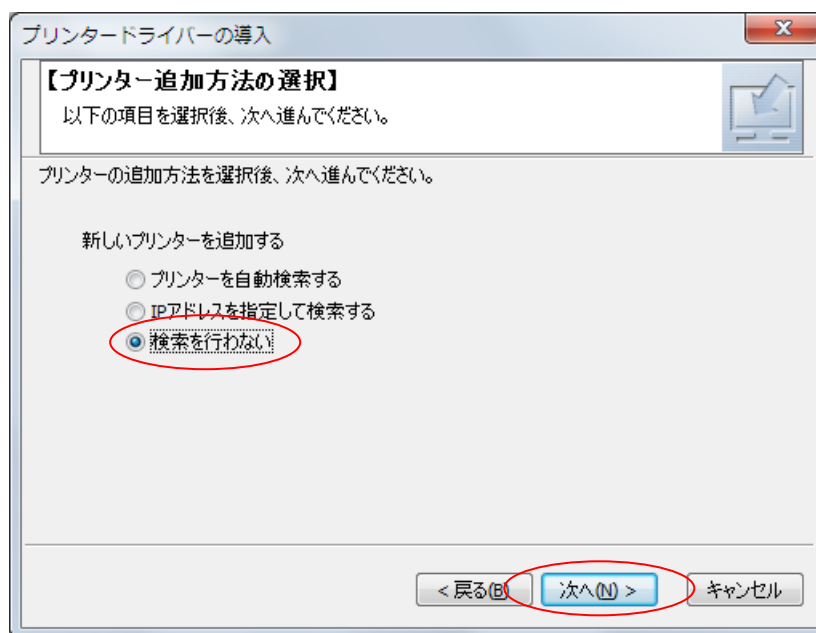 プリンタードライバーの導入
【プリンター追加方法の選択】
以下の項目を選択後、次へ進んでください。
プリンターの追加方法を選択後、次へ進んでください。
新しいプリンターを追加する
プリンターを自動検索する
IPアドレスを指定して検索する
検索を行わない
< 戻る(B) 次へ(N) > キャンセル